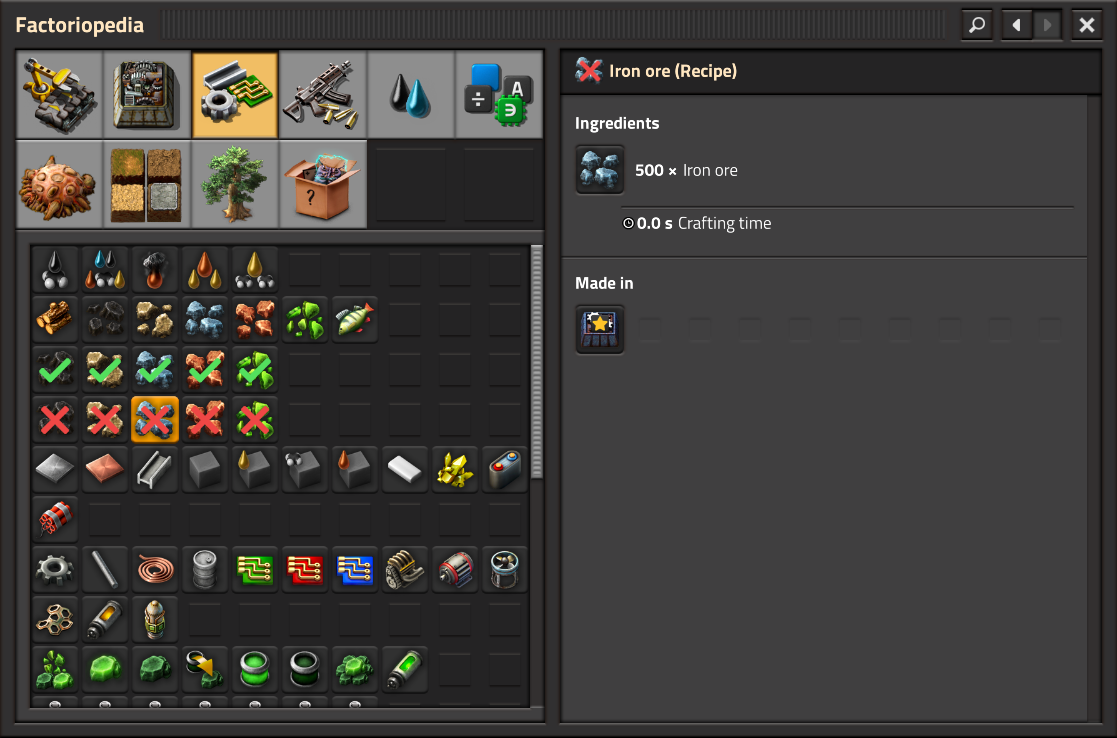 Factoriopedia
A
?
Iron ore (Recipe)
Ingredients
500 × Iron ore
0.0 s Crafting time
Made in